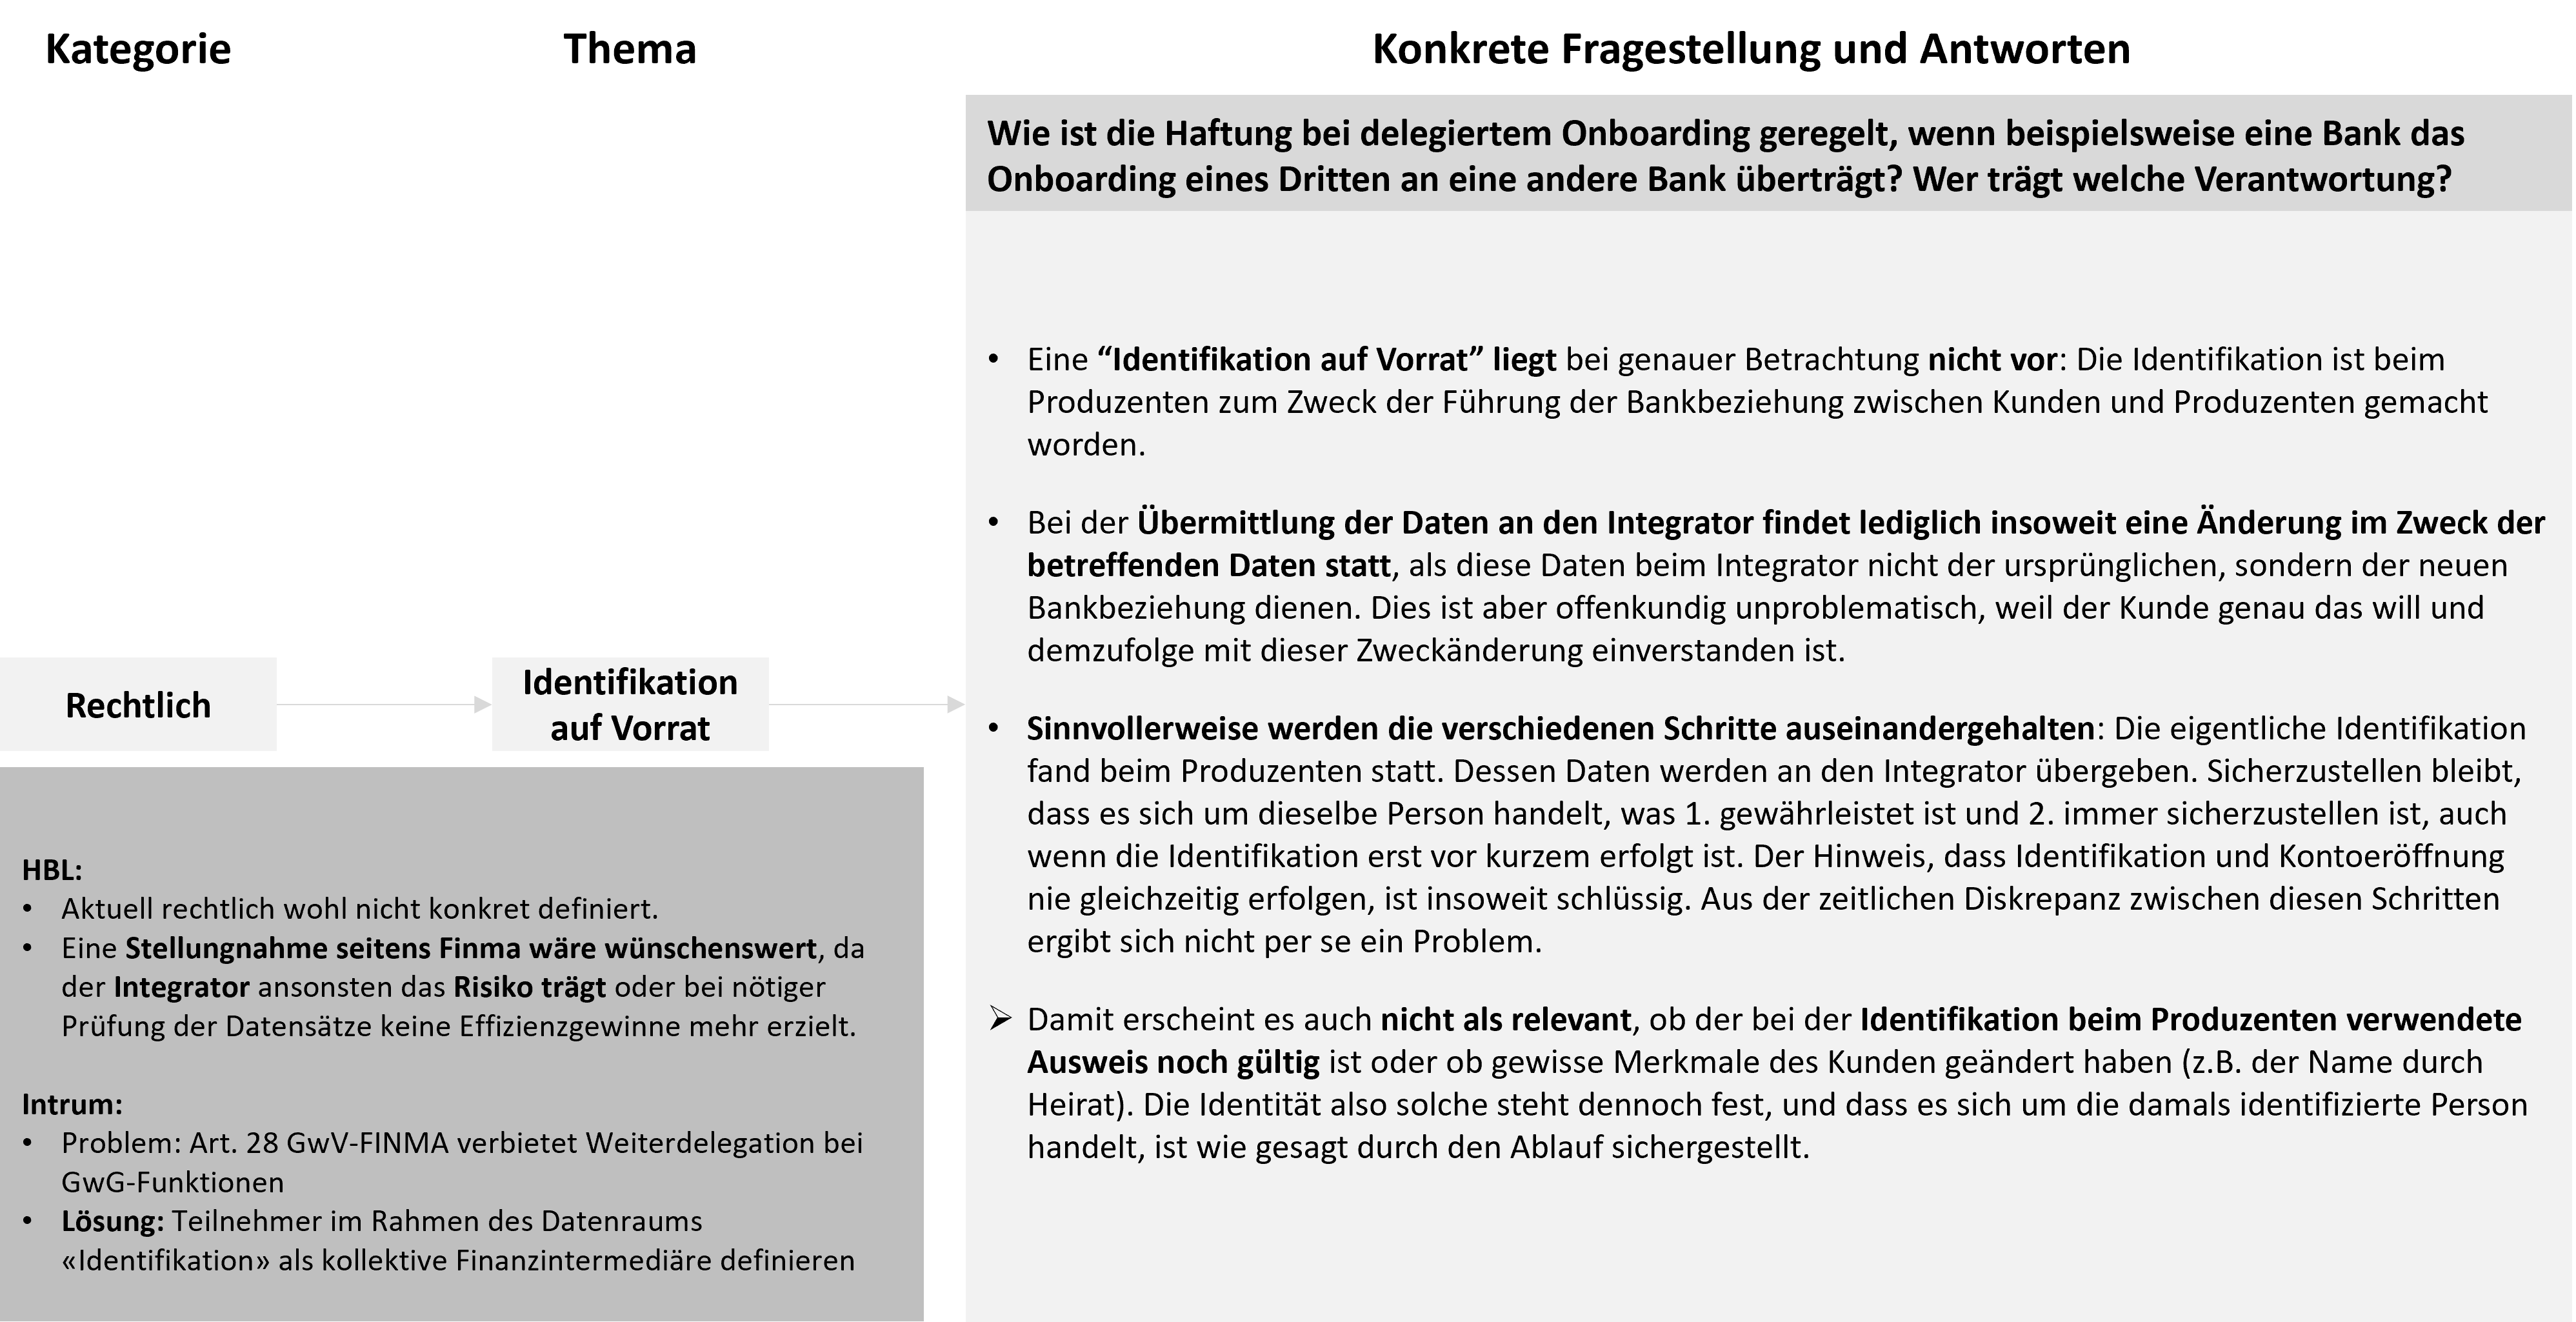 Kategorie
Thema
Konkrete Fragestellung und Antworten
Wie ist die Haftung bei delegiertem Onboarding geregelt, wenn beispielsweise eine Bank das
Onboarding eines Dritten an eine andere Bank überträgt? Wer trägt welche Verantwortung?
Rechtlich
Identifikation
auf Vorrat
HBL:
• Aktuell rechtlich wohl nicht konkret definiert.
• Eine Stellungnahme seitens Finma wäre wünschenswert, da
der Integrator ansonsten das Risiko trägt oder bei nötiger
Prüfung der Datensätze keine Effizienzgewinne mehr erzielt.
Intrum:
• Problem: Art. 28 GwV-FINMA verbietet Weiterdelegation bei
GwG-Funktionen
• Lösung: Teilnehmer im Rahmen des Datenraums
«Identifikation» als kollektive Finanzintermediäre definieren
• Eine “Identifikation auf Vorrat” liegt bei genauer Betrachtung nicht vor: Die Identifikation ist beim
Produzenten zum Zweck der Führung der Bankbeziehung zwischen Kunden und Produzenten gemacht
worden.
• Bei der Übermittlung der Daten an den Integrator findet lediglich insoweit eine Änderung im Zweck der
betreffenden Daten statt, als diese Daten beim Integrator nicht der ursprünglichen, sondern der neuen
Bankbeziehung dienen. Dies ist aber offenkundig unproblematisch, weil der Kunde genau das will und
demzufolge mit dieser Zweckänderung einverstanden ist.
• Sinnvollerweise werden die verschiedenen Schritte auseinandergehalten: Die eigentliche Identifikation
fand beim Produzenten statt. Dessen Daten werden an den Integrator übergeben. Sicherzustellen bleibt,
dass es sich um dieselbe Person handelt, was 1. gewährleistet ist und 2. immer sicherzustellen ist, auch
wenn die Identifikation erst vor kurzem erfolgt ist. Der Hinweis, dass Identifikation und Kontoeröffnung
nie gleichzeitig erfolgen, ist insoweit schlüssig. Aus der zeitlichen Diskrepanz zwischen diesen Schritten
ergibt sich nicht per se ein Problem.
➢ Damit erscheint es auch nicht als relevant, ob der bei der Identifikation beim Produzenten verwendete
Ausweis noch gültig ist oder ob gewisse Merkmale des Kunden geändert haben (z.B. der Name durch
Heirat). Die Identität also solche steht dennoch fest, und dass es sich um die damals identifizierte Person
handelt, ist wie gesagt durch den Ablauf sichergestellt.